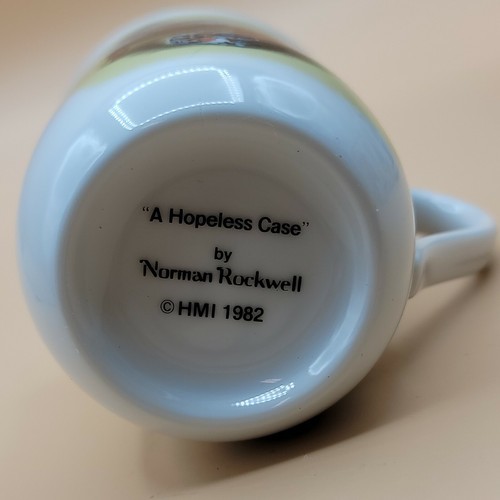 "A Hopeless Case"
by
Norman Rockwell
© HMI 1982